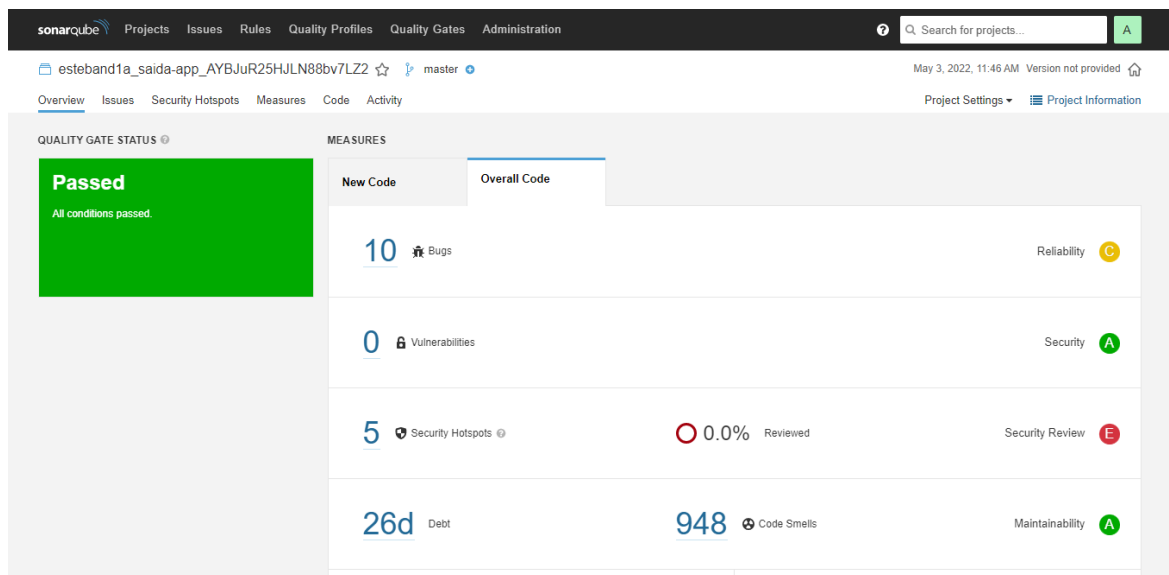 sonarqube Projects Issues Rules Quality Profiles Quality Gates Administration Search for projects... A
esteband1a_saida-app_AYBJuR25HJLN88bv7LZ2 master May 3, 2022, 11:46 AM Version not provided
Overview Issues Security Hotspots Measures Code Activity Project Settings Project Information
QUALITY GATE STATUS MEASURES
Passed
All conditions passed.
New Code Overall Code
10 Bugs Reliability C
0 Vulnerabilities Security A
5 Security Hotspots 0.0% Reviewed Security Review E
26d Debt 948 Code Smells Maintainability A